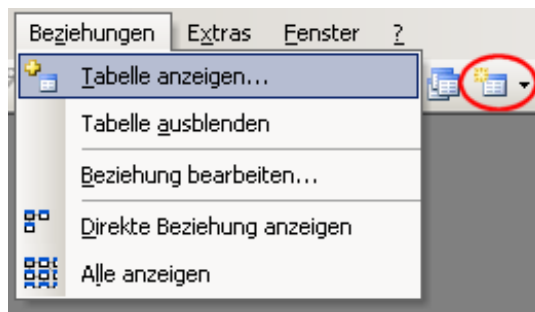 Beziehungen Extras Fenster ?
Tabelle anzeigen...
Tabelle ausblenden
Beziehung bearbeiten...
Direkte Beziehung anzeigen
Alle anzeigen